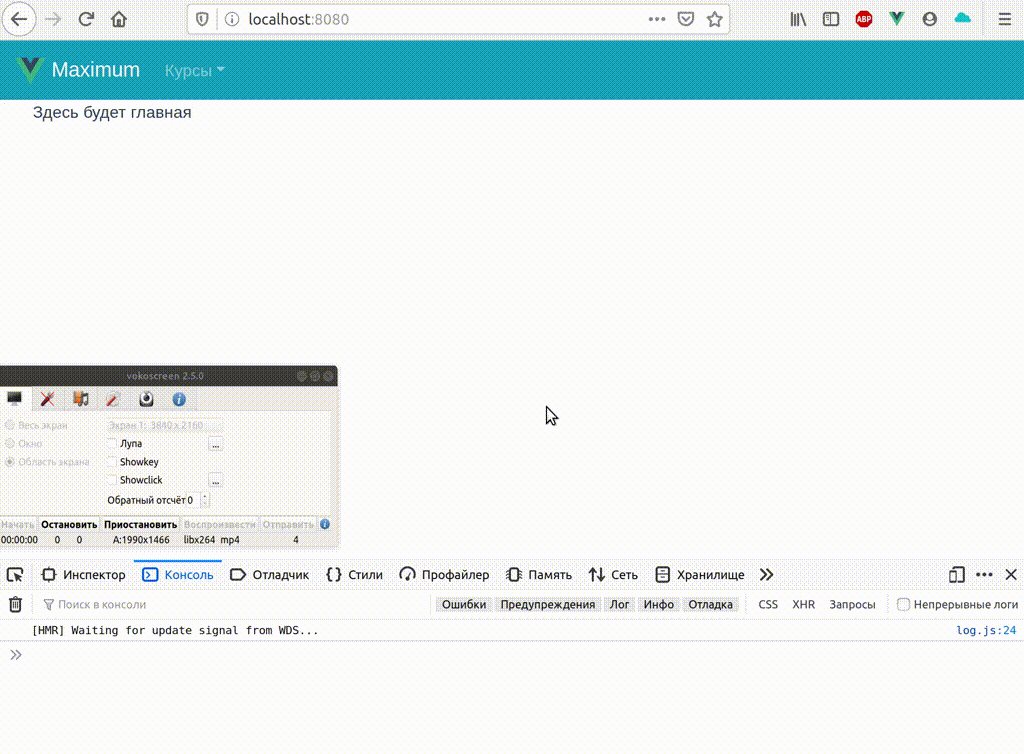 localhost:8080
ABP
Maximum Курсы
Здесь будет главная
vokoscreen 2.5.0
Весь экран Экран 1: 3840 x 2160
Окно Лупа ...
Область экрана Showkey
Showclick ...
Обратный отсчёт 0
Начать Остановить Приостановить Воспроизвести Отправить
00:00:00 0 0 A:1990x1466 libx264 mp4 4
Инспектор Консоль Отладчик Стили Профайлер Память Сеть Хранилище
Поиск в консоли Ошибки Предупреждения Лог Инфо Отладка CSS XHR Запросы Непрерывные логи
[HMR] Waiting for update signal from WDS... log.js:24